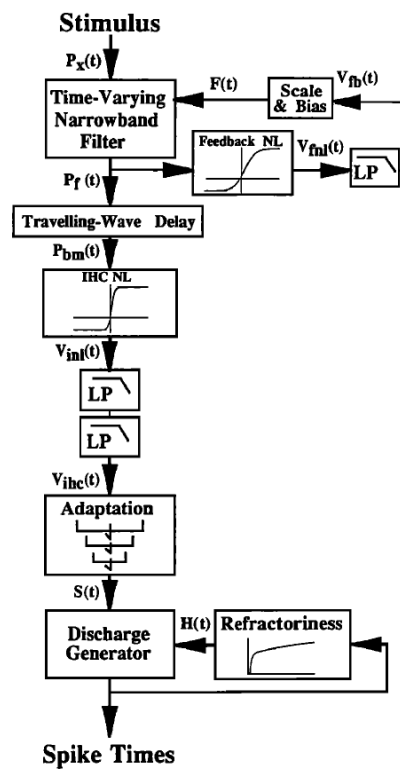 Stimulus
Px(t)
F(t)
Vfb(t)
Time-Varying
Narrowband
Filter
Scale
& Bias
Feedback NL
Vfnl(t)
LP
Pf (t)
Travelling-Wave Delay
Pbm(t)
IHC NL
Vinl(t)
LP
LP
Vihc(t)
Adaptation
S(t)
Discharge
Generator
H(t)
Refractoriness
Spike Times